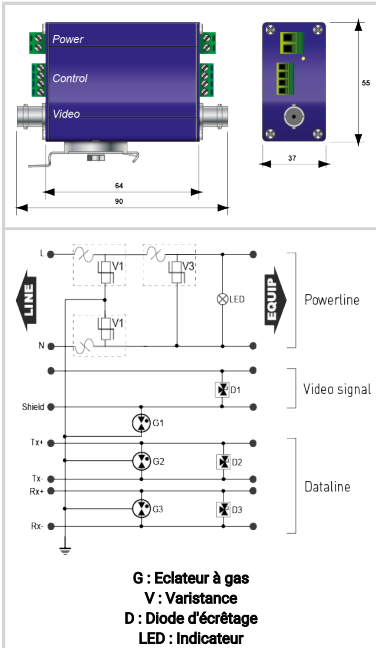 Power
Control
Video
64
90
55
37
L
V1
V3
LED
LINE
EQUIP
Powerline
V1
N
D1
Video signal
Shield
G1
Tx+
G2
D2
Dataline
Tx-
Rx+
G3
D3
Rx-
G : Eclateur à gas
V : Varistance
D : Diode d'écrêtage
LED : Indicateur